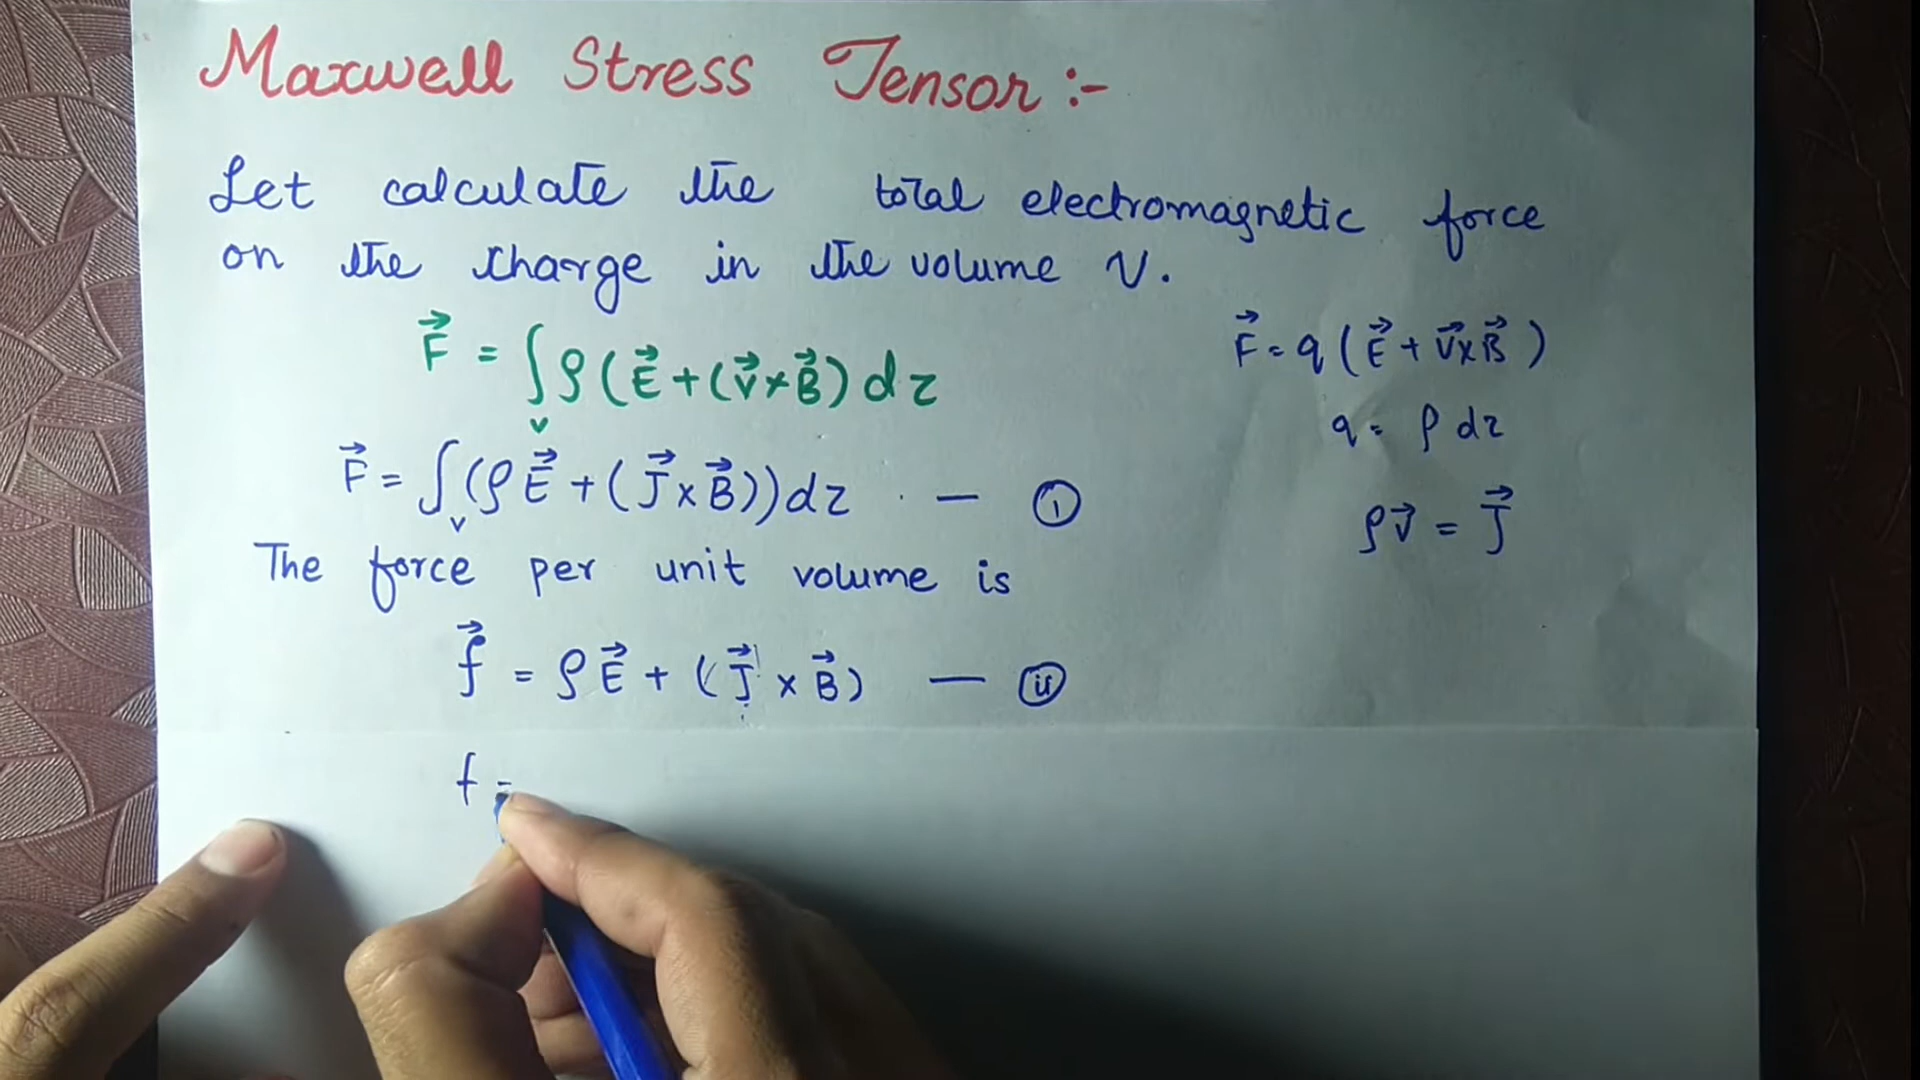 Maxwell Stress Tensor :-
Let calculate the total electromagnetic force
on the charge in the volume V.
F⃗ = ∫ᵥ ρ(E⃗ + (v⃗ × B⃗) dτ
F⃗ = q (E⃗ + v⃗ × B⃗)
q = ρ dτ
F⃗ = ∫ᵥ (ρE⃗ + (J⃗ × B⃗)) dτ — ①
ρv⃗ = J⃗
The force per unit volume is
f⃗ = ρE⃗ + (J⃗ × B⃗) — (ii)
f =